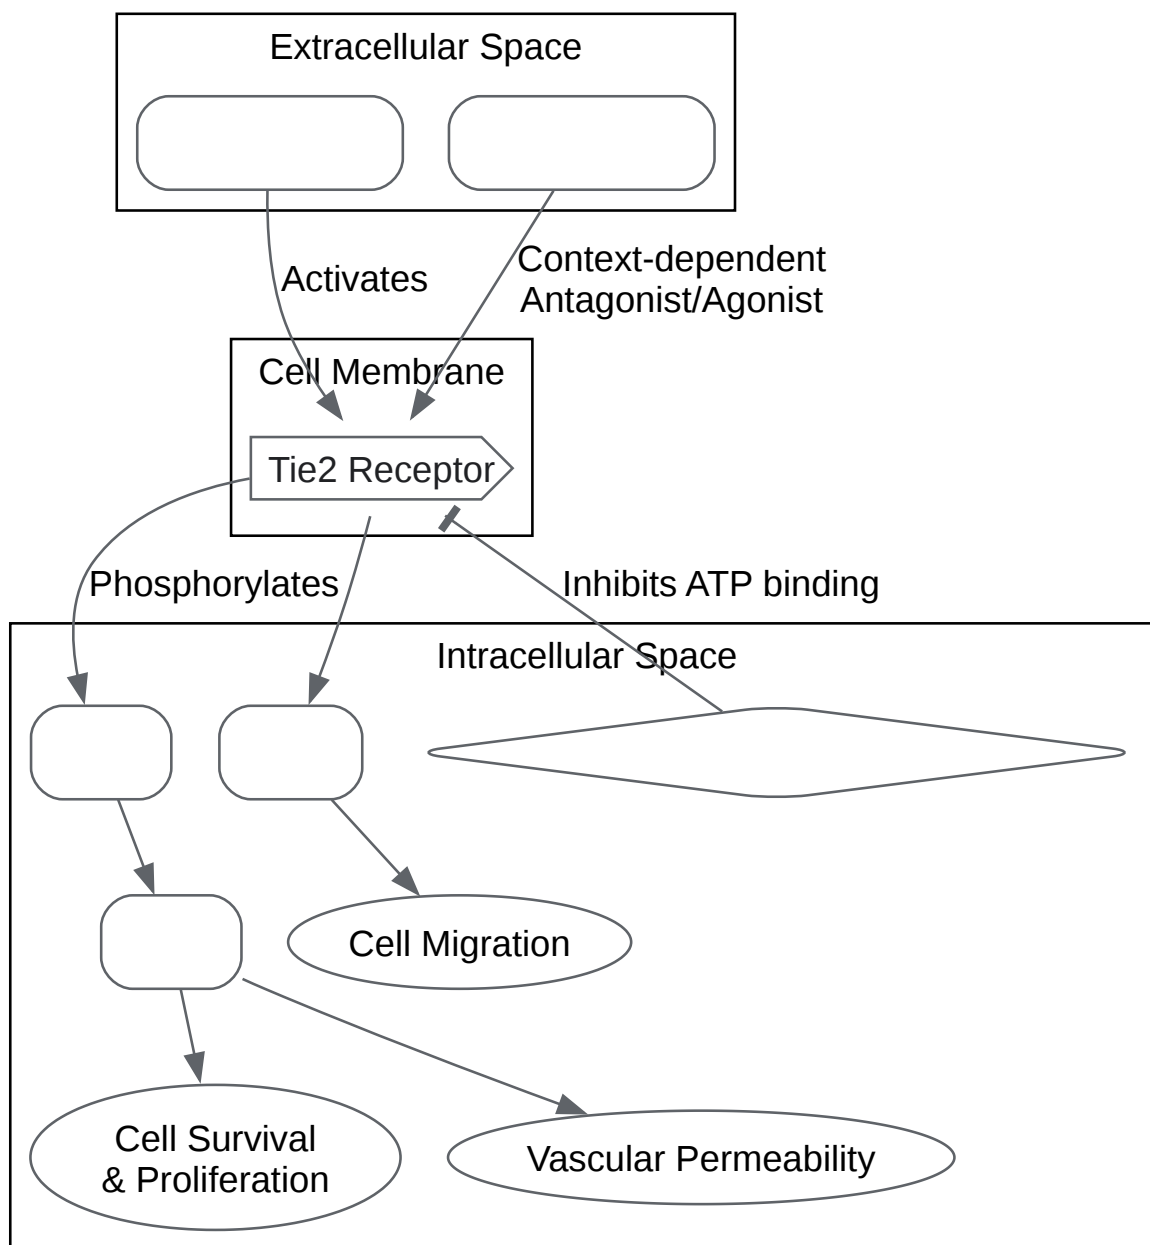 Extracellular Space
Activates
Context-dependent
Antagonist/Agonist
Cell Membrane
Tie2 Receptor
Phosphorylates
Inhibits ATP binding
Intracellular Space
Cell Migration
Cell Survival
& Proliferation
Vascular Permeability